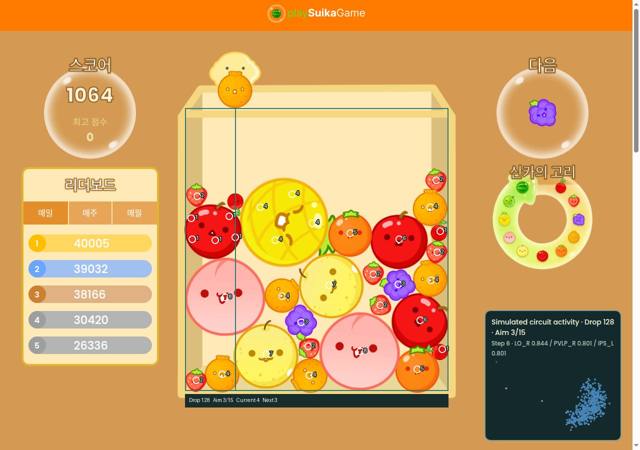 playSuikaGame
스코어
1064
최고 점수
0
다음
리더보드
매일
매주
매월
1 40005
2 39032
3 38166
4 30420
5 26336
신카의 고리
Simulated circuit activity · Drop 128
· Aim 3/15
Step 6 · LO_R 0.844 / PVLP_R 0.801 / IPS_L
0.801
Drop 128 Aim 3/15 Current 4 Next 3